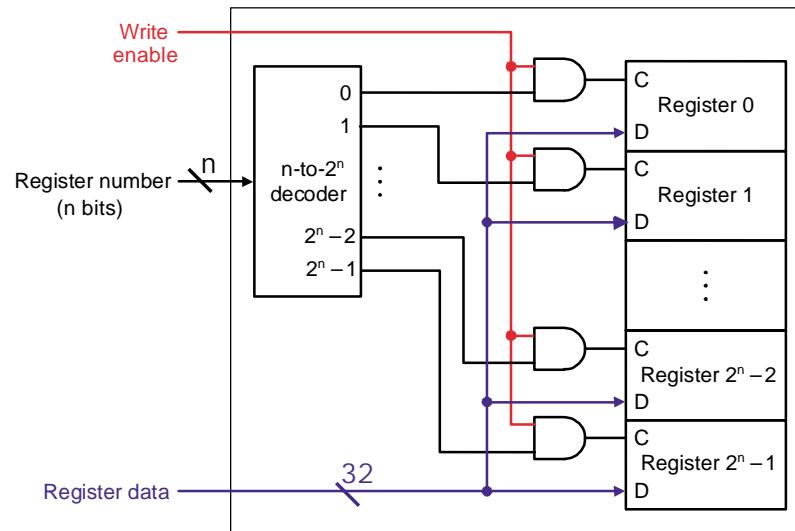 Write
enable
0
1
n-to-2ⁿ
decoder
⋮
2ⁿ – 2
2ⁿ – 1
n
Register number
(n bits)
C
Register 0
D
C
Register 1
D
⋮
C
Register 2ⁿ – 2
D
C
Register 2ⁿ – 1
D
32
Register data